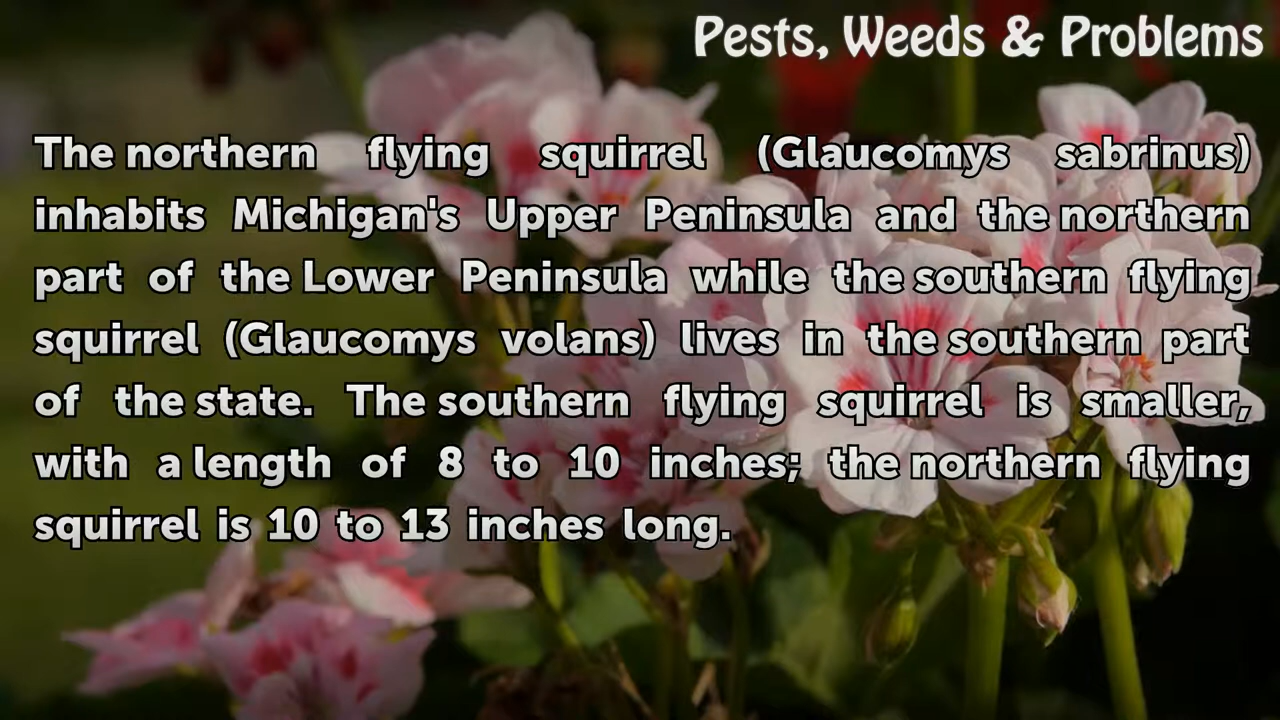 Pests, Weeds & Problems
The northern flying squirrel (Glaucomys sabrinus)
inhabits Michigan's Upper Peninsula and the northern
part of the Lower Peninsula while the southern flying
squirrel (Glaucomys volans) lives in the southern part
of the state. The southern flying squirrel is smaller,
with a length of 8 to 10 inches; the northern flying
squirrel is 10 to 13 inches long.